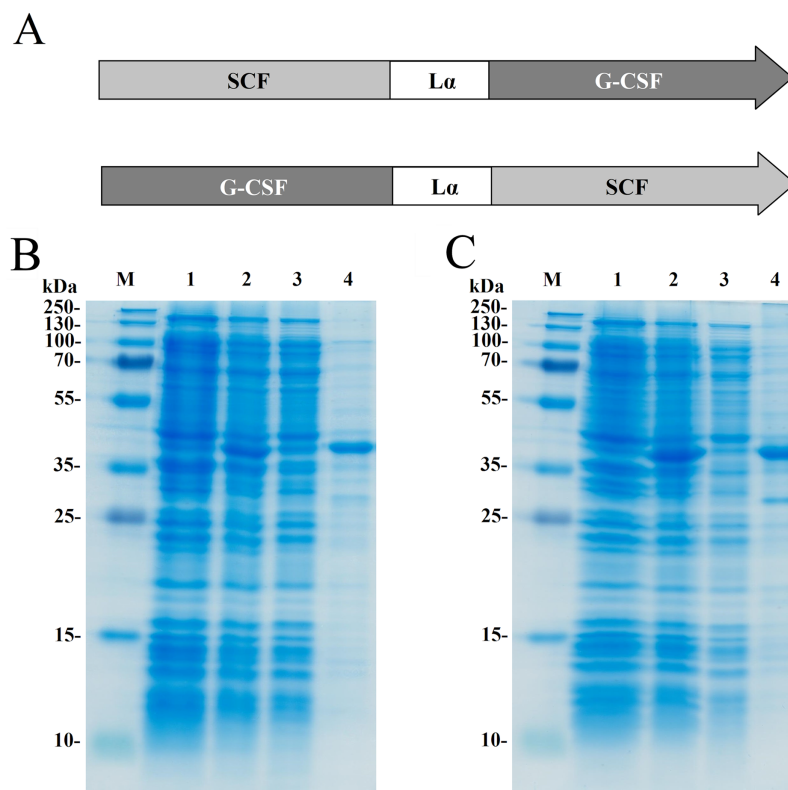 A
SCF Lα G-CSF
G-CSF Lα SCF
B
kDa M 1 2 3 4
250-
130-
100-
70-
55-
35-
25-
15-
10-
C
kDa M 1 2 3 4
250-
130-
100-
70-
55-
35-
25-
15-
10-